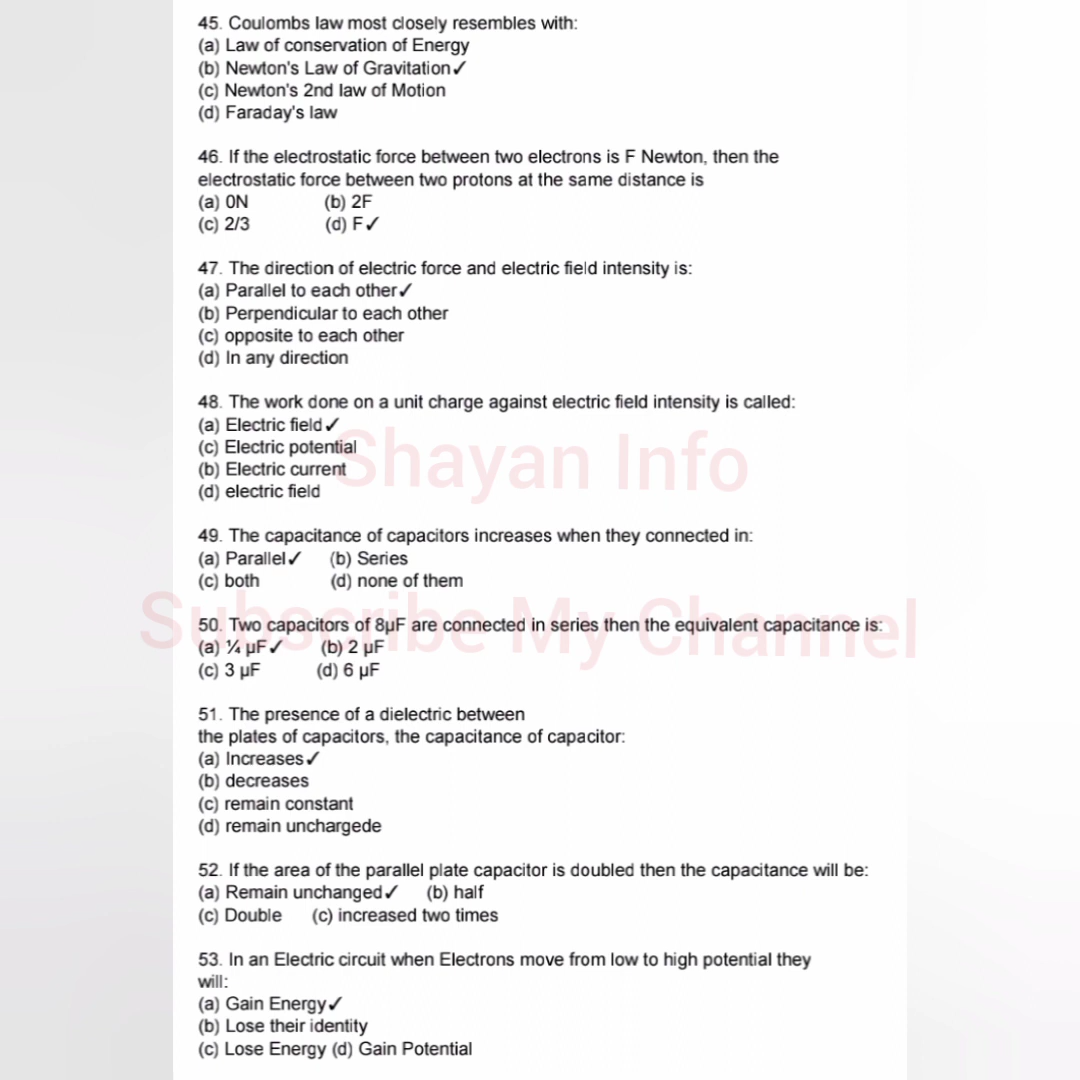 45. Coulombs law most closely resembles with:
(a) Law of conservation of Energy
(b) Newton's Law of Gravitation✓
(c) Newton's 2nd law of Motion
(d) Faraday's law
46. If the electrostatic force between two electrons is F Newton, then the
electrostatic force between two protons at the same distance is
(a) 0N (b) 2F
(c) 2/3 (d) F✓
47. The direction of electric force and electric field intensity is:
(a) Parallel to each other✓
(b) Perpendicular to each other
(c) opposite to each other
(d) In any direction
48. The work done on a unit charge against electric field intensity is called:
(a) Electric field✓
(c) Electric potential
(b) Electric current
(d) electric field
Shayan Info
49. The capacitance of capacitors increases when they connected in:
(a) Parallel✓ (b) Series
(c) both (d) none of them
Subscribe My Channel
50. Two capacitors of 8µF are connected in series then the equivalent capacitance is:
(a) ¼ µF✓ (b) 2 µF
(c) 3 µF (d) 6 µF
51. The presence of a dielectric between
the plates of capacitors, the capacitance of capacitor:
(a) Increases✓
(b) decreases
(c) remain constant
(d) remain unchargede
52. If the area of the parallel plate capacitor is doubled then the capacitance will be:
(a) Remain unchanged✓ (b) half
(c) Double (c) increased two times
53. In an Electric circuit when Electrons move from low to high potential they
will:
(a) Gain Energy✓
(b) Lose their identity
(c) Lose Energy (d) Gain Potential